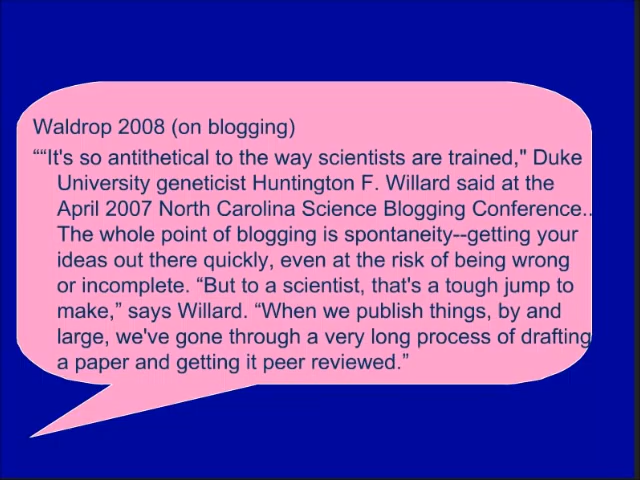 Waldrop 2008 (on blogging)
““It's so antithetical to the way scientists are trained," Duke
University geneticist Huntington F. Willard said at the
April 2007 North Carolina Science Blogging Conference..
The whole point of blogging is spontaneity--getting your
ideas out there quickly, even at the risk of being wrong
or incomplete. “But to a scientist, that's a tough jump to
make,” says Willard. “When we publish things, by and
large, we've gone through a very long process of drafting
a paper and getting it peer reviewed.”